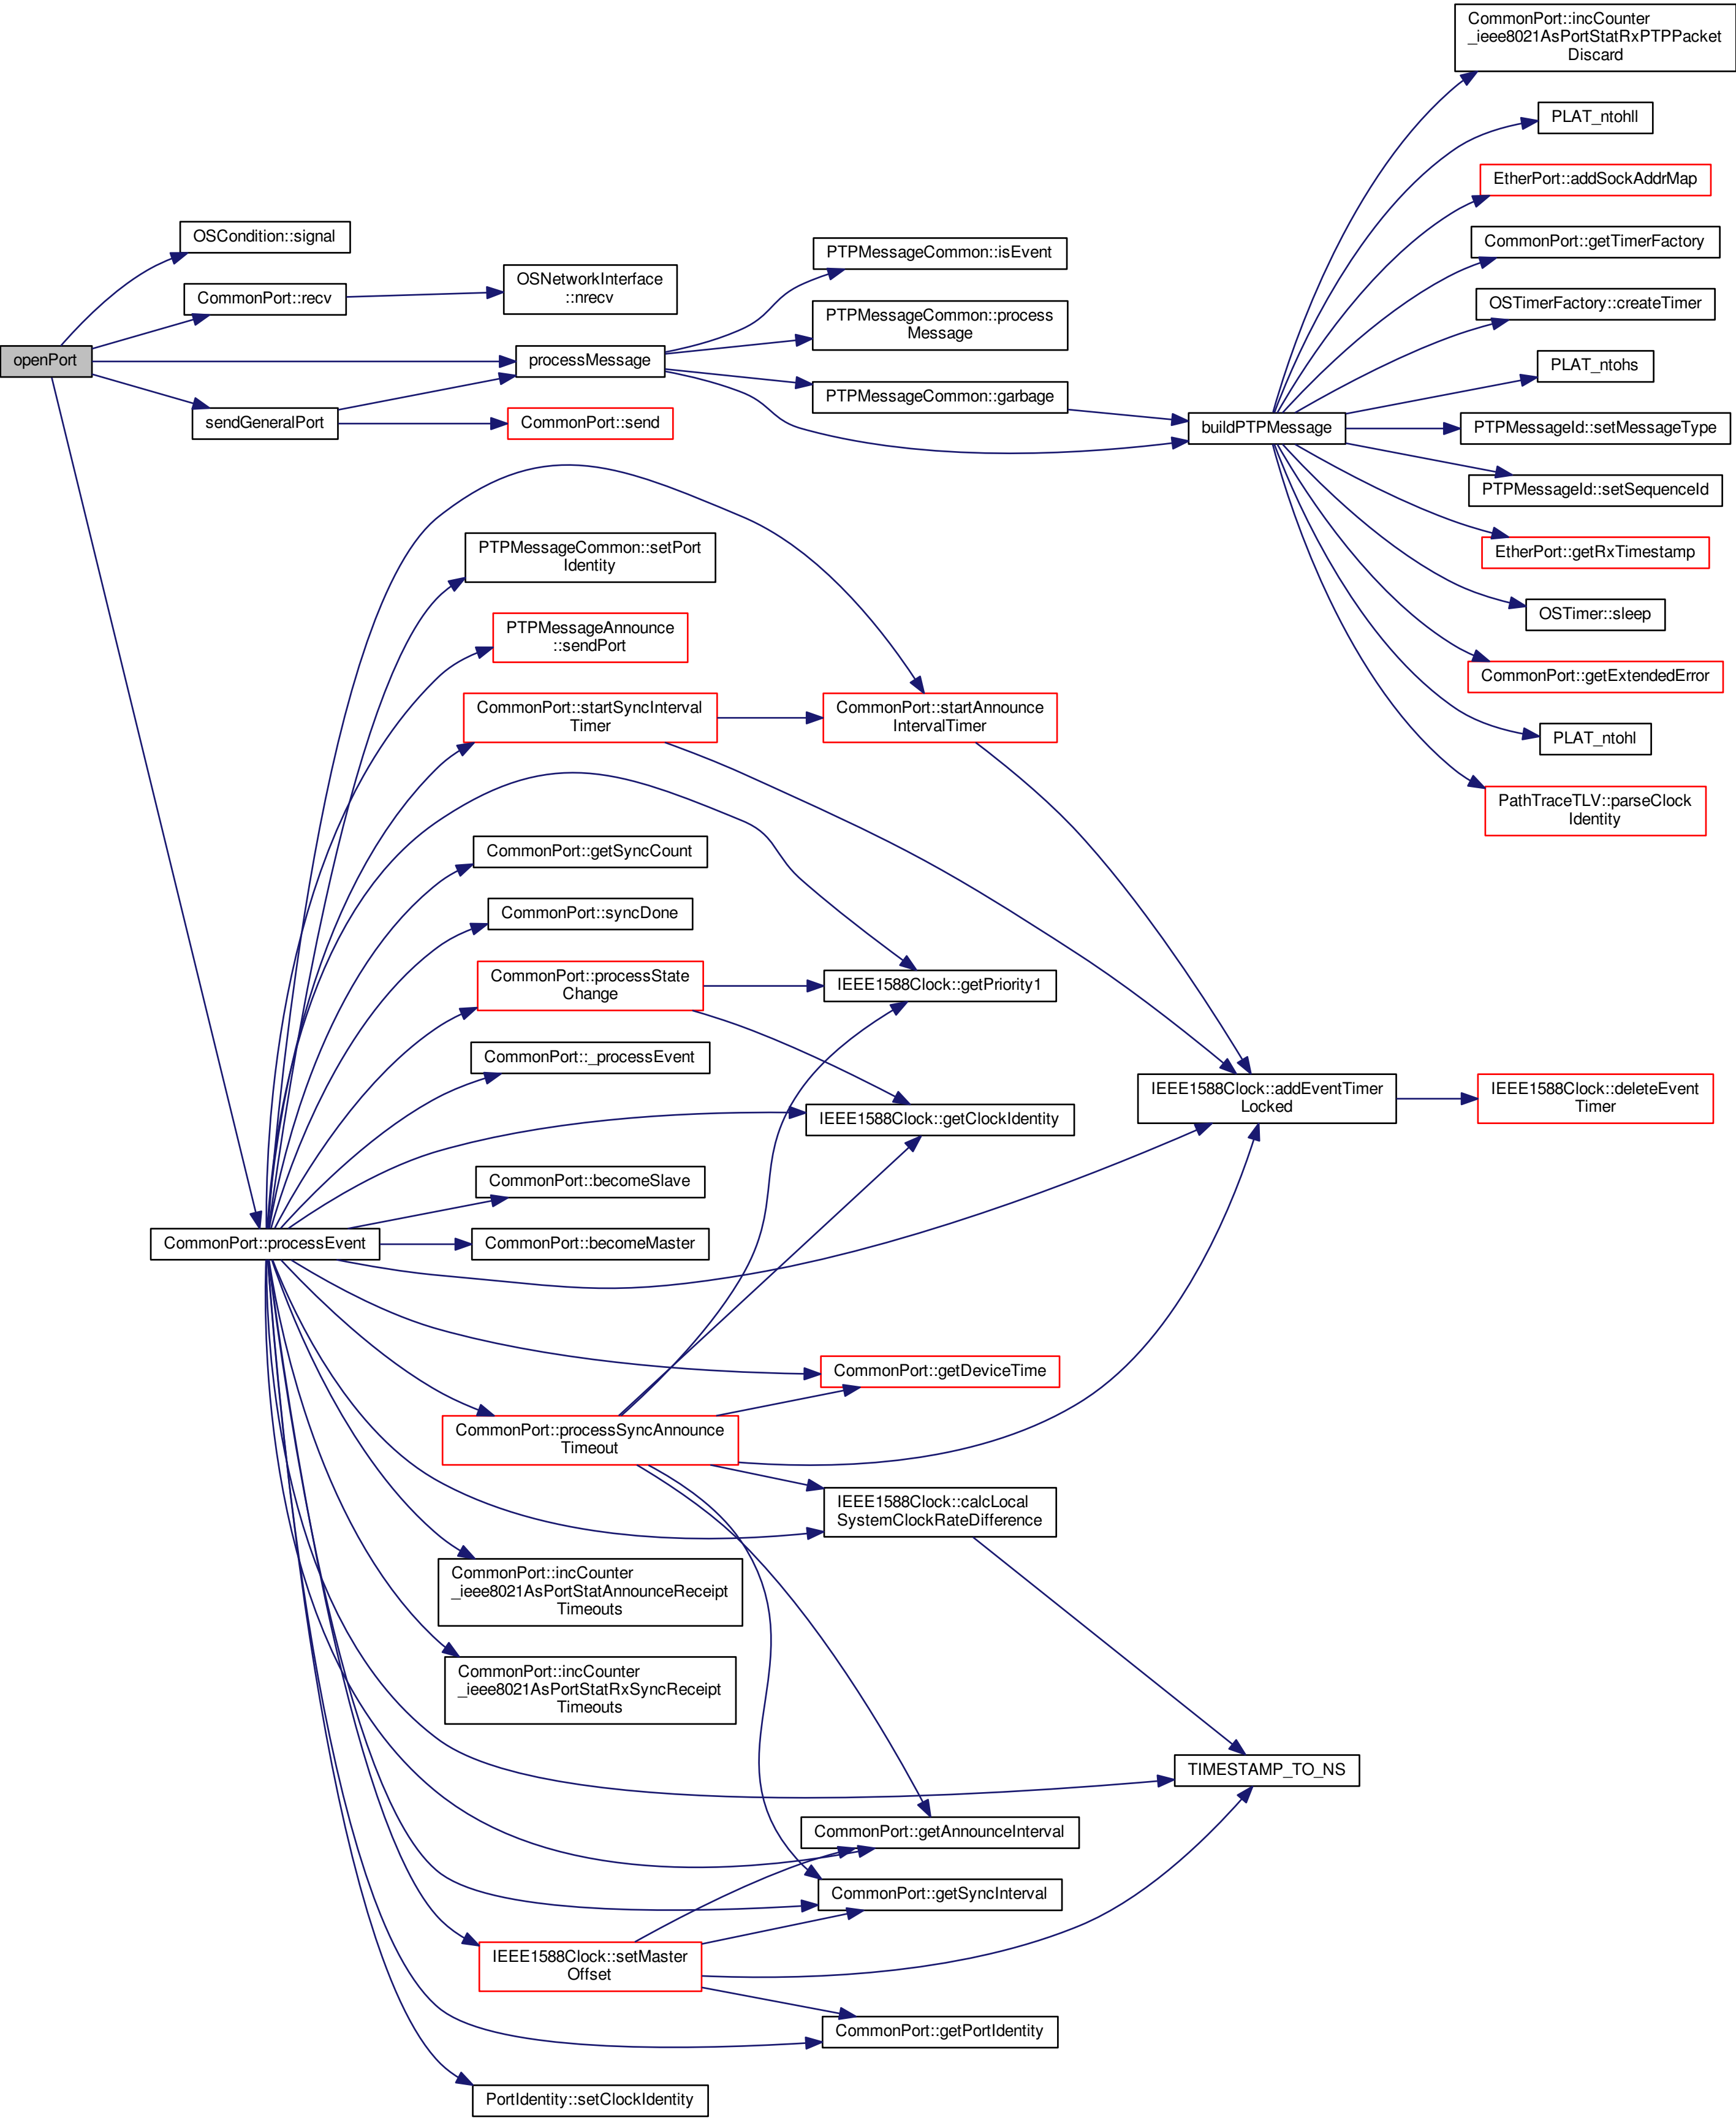 CommonPort::incCounter
_ieee8021AsPortStatRxPTPPacket
Discard
PLAT_ntohll
EtherPort::addSockAddrMap
OSCondition::signal
PTPMessageCommon::isEvent
CommonPort::getTimerFactory
CommonPort::recv
OSNetworkInterface
::nrecv
PTPMessageCommon::process
Message
OSTimerFactory::createTimer
openPort
processMessage
PLAT_ntohs
sendGeneralPort
CommonPort::send
PTPMessageCommon::garbage
buildPTPMessage
PTPMessageId::setMessageType
PTPMessageId::setSequenceId
PTPMessageCommon::setPort
Identity
EtherPort::getRxTimestamp
OSTimer::sleep
PTPMessageAnnounce
::sendPort
CommonPort::getExtendedError
CommonPort::startSyncInterval
Timer
CommonPort::startAnnounce
IntervalTimer
PLAT_ntohl
PathTraceTLV::parseClock
Identity
CommonPort::getSyncCount
CommonPort::syncDone
CommonPort::processState
Change
IEEE1588Clock::getPriority1
CommonPort::_processEvent
IEEE1588Clock::getClockIdentity
IEEE1588Clock::addEventTimer
Locked
IEEE1588Clock::deleteEvent
Timer
CommonPort::becomeSlave
CommonPort::processEvent
CommonPort::becomeMaster
CommonPort::getDeviceTime
CommonPort::processSyncAnnounce
Timeout
IEEE1588Clock::calcLocal
SystemClockRateDifference
CommonPort::incCounter
_ieee8021AsPortStatAnnounceReceipt
Timeouts
CommonPort::incCounter
_ieee8021AsPortStatRxSyncReceipt
Timeouts
TIMESTAMP_TO_NS
CommonPort::getAnnounceInterval
CommonPort::getSyncInterval
IEEE1588Clock::setMaster
Offset
CommonPort::getPortIdentity
PortIdentity::setClockIdentity